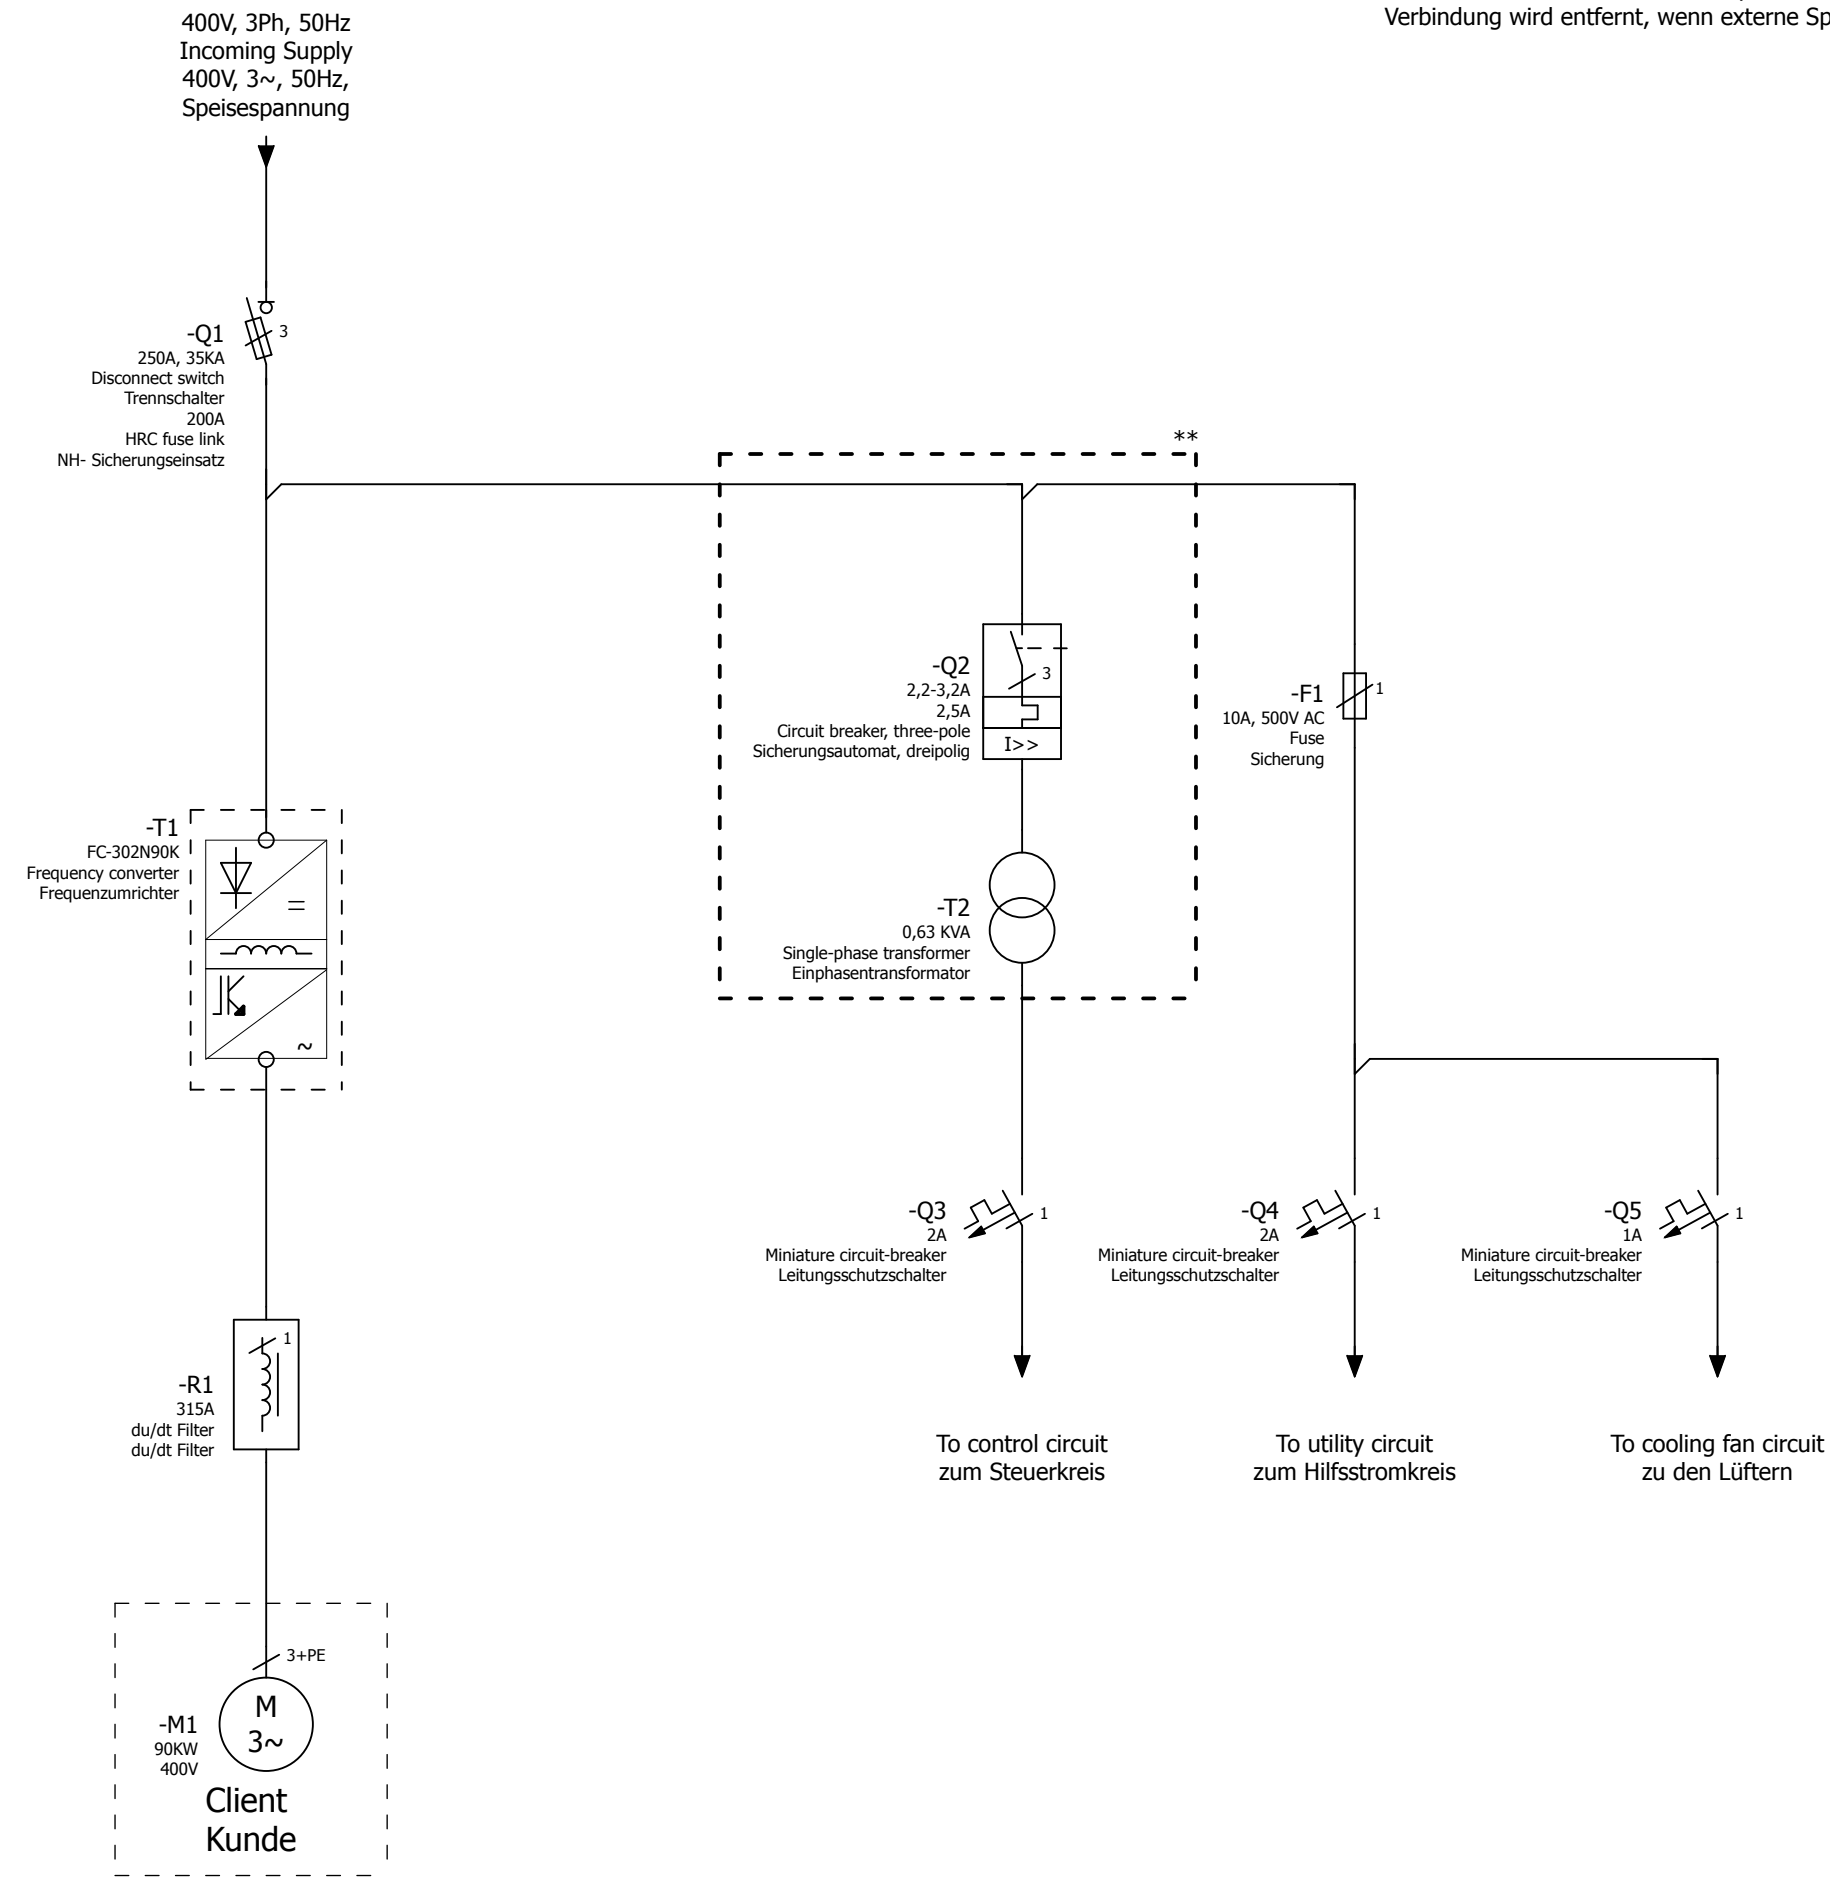 Verbindung wird entfernt, wenn externe
400V, 3Ph, 50Hz
Incoming Supply
400V, 3~, 50Hz,
Speisespannung
-Q1
250A, 35KA
Disconnect switch
Trennschalter
200A
HRC fuse link
NH- Sicherungseinsatz
3
**
-Q2
2,2-3,2A
2,5A
Circuit breaker, three-pole
Sicherungsautomat, dreipolig
3
I>>
-F1
10A, 500V AC
Fuse
Sicherung
1
-T1
FC-302N90K
Frequency converter
Frequenzumrichter
=
~
-T2
0,63 KVA
Single-phase transformer
Einphasentransformator
-Q3
2A
Miniature circuit-breaker
Leitungsschutzschalter
1
-Q4
2A
Miniature circuit-breaker
Leitungsschutzschalter
1
-Q5
1A
Miniature circuit-breaker
Leitungsschutzschalter
1
-R1
315A
du/dt Filter
du/dt Filter
1
To control circuit
zum Steuerkreis
To utility circuit
zum Hilfsstromkreis
To cooling fan circuit
zu den Lüftern
3+PE
-M1
90KW
400V
M
3~
Client
Kunde